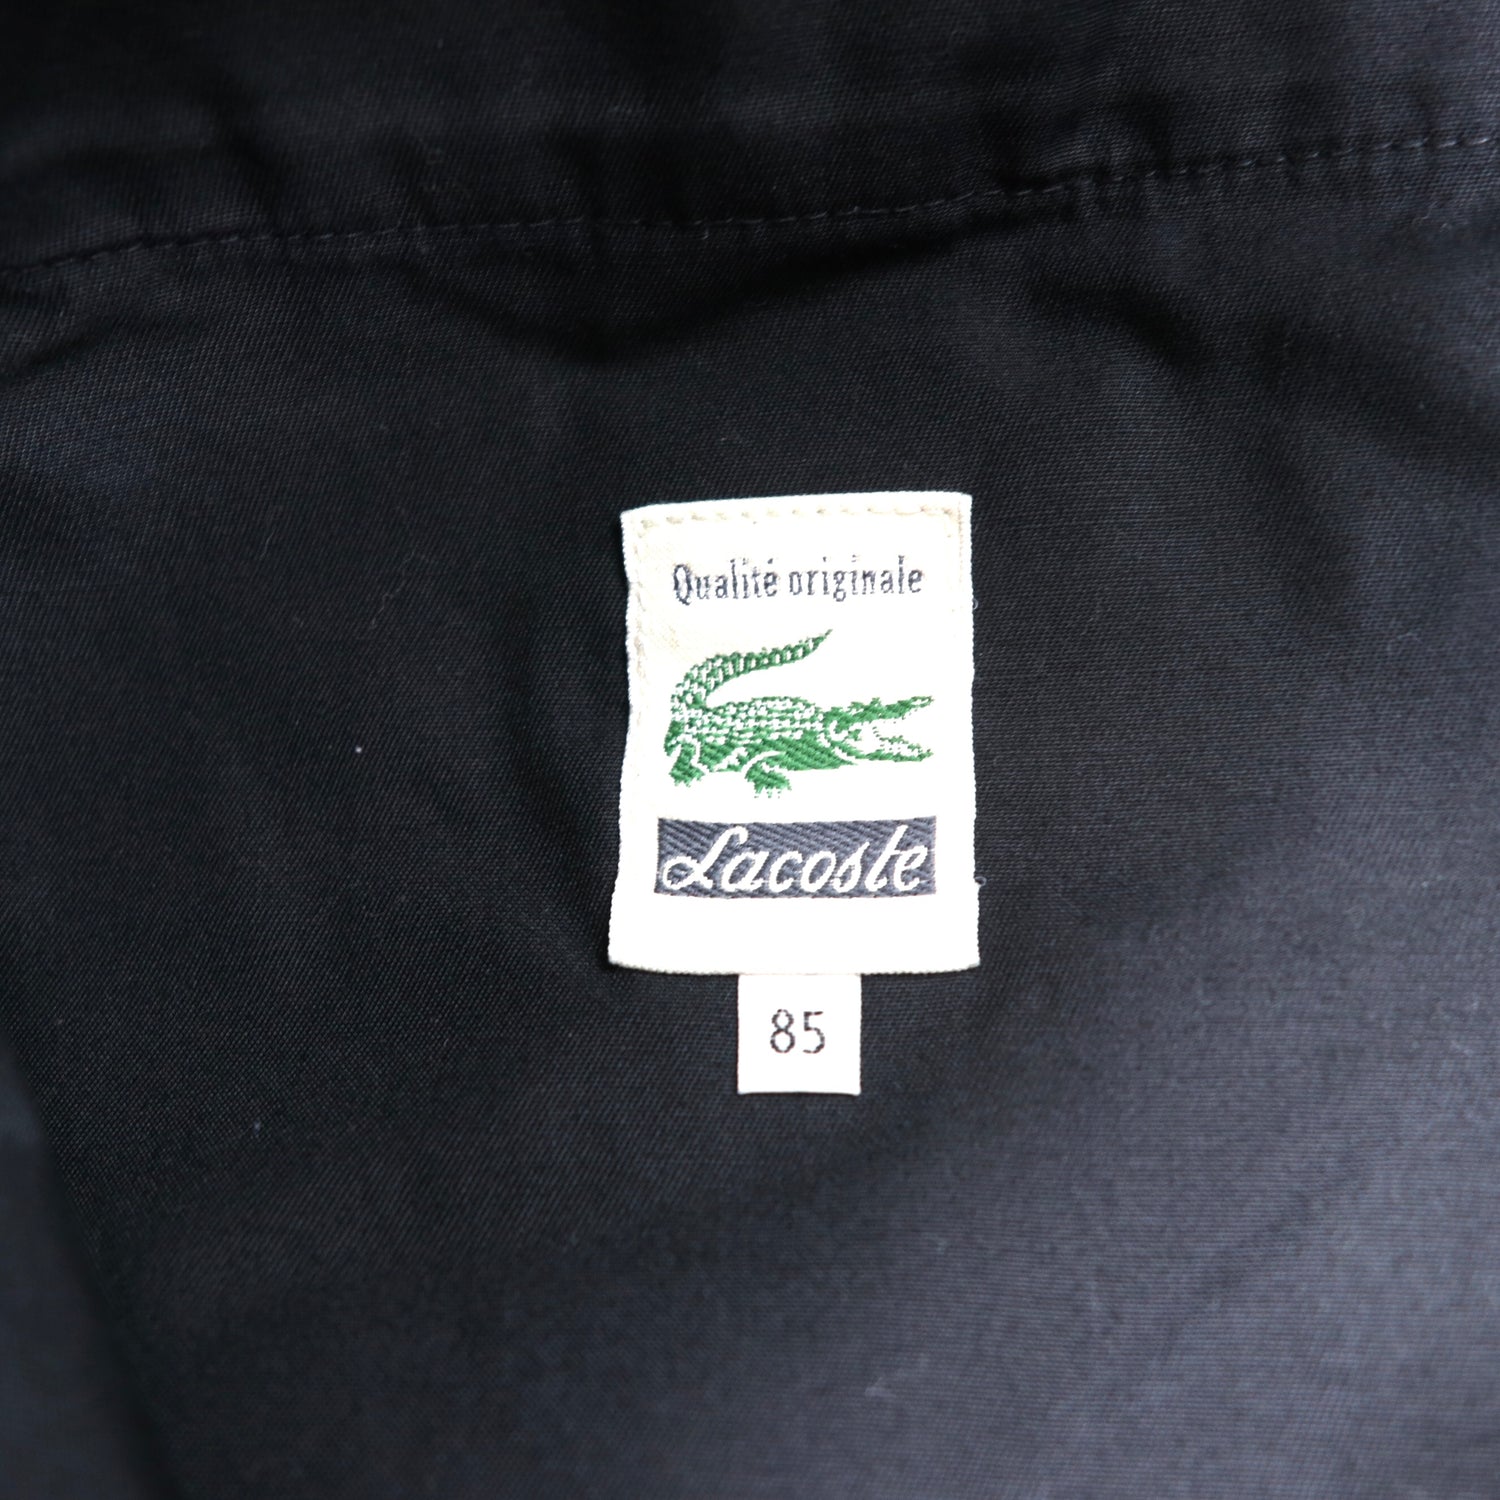 Qualité originale
Lacoste
85